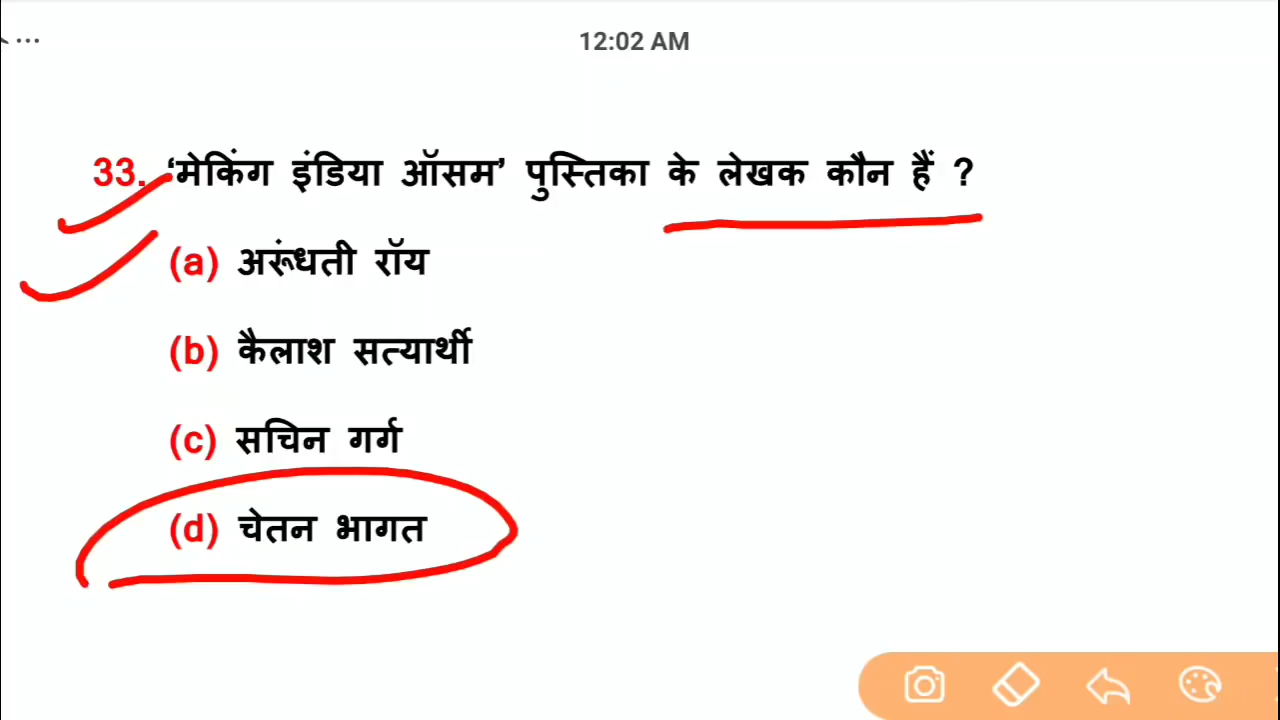 12:02 AM
33. ‘मेकिंग इंडिया ऑसम’ पुस्तिका के लेखक कौन हैं ?
(a) अरुंधती रॉय
(b) कैलाश सत्यार्थी
(c) सचिन गर्ग
(d) चेतन भागत